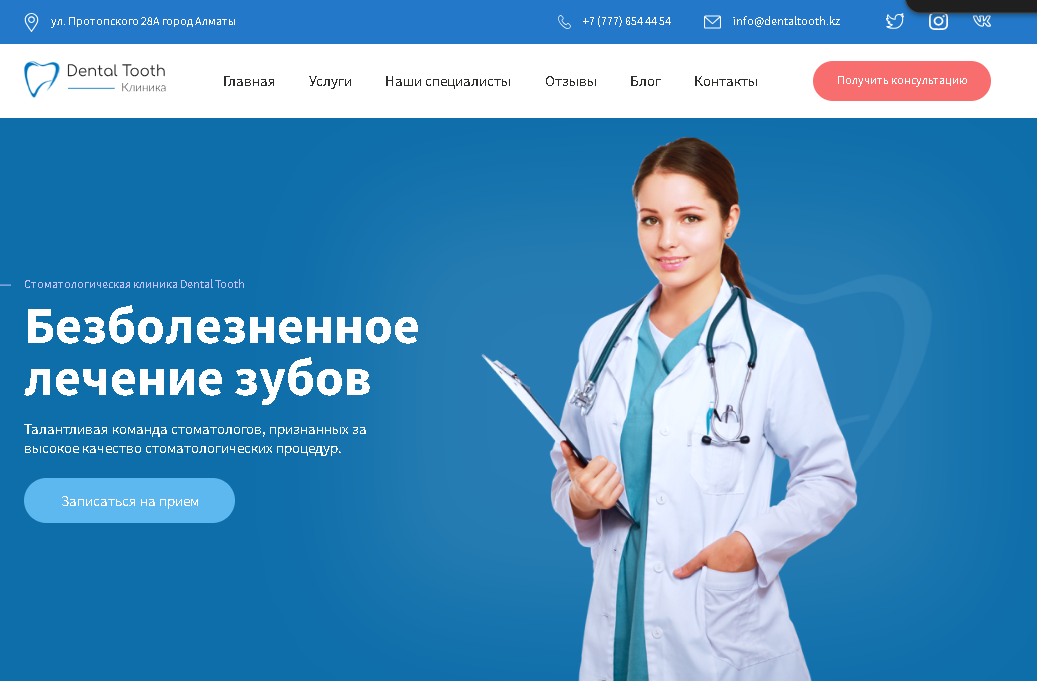 ул. Протопского 28А город Алматы
+7 (777) 654 44 54
info@dentaltooth.kz
Dental Tooth
Клиника
Главная
Услуги
Наши специалисты
Отзывы
Блог
Контакты
Получить консультацию
Стоматологическая клиника Dental Tooth
Безболезненное
лечение зубов
Талантливая команда стоматологов, признанных за
высокое качество стоматологических процедур.
Записаться на прием